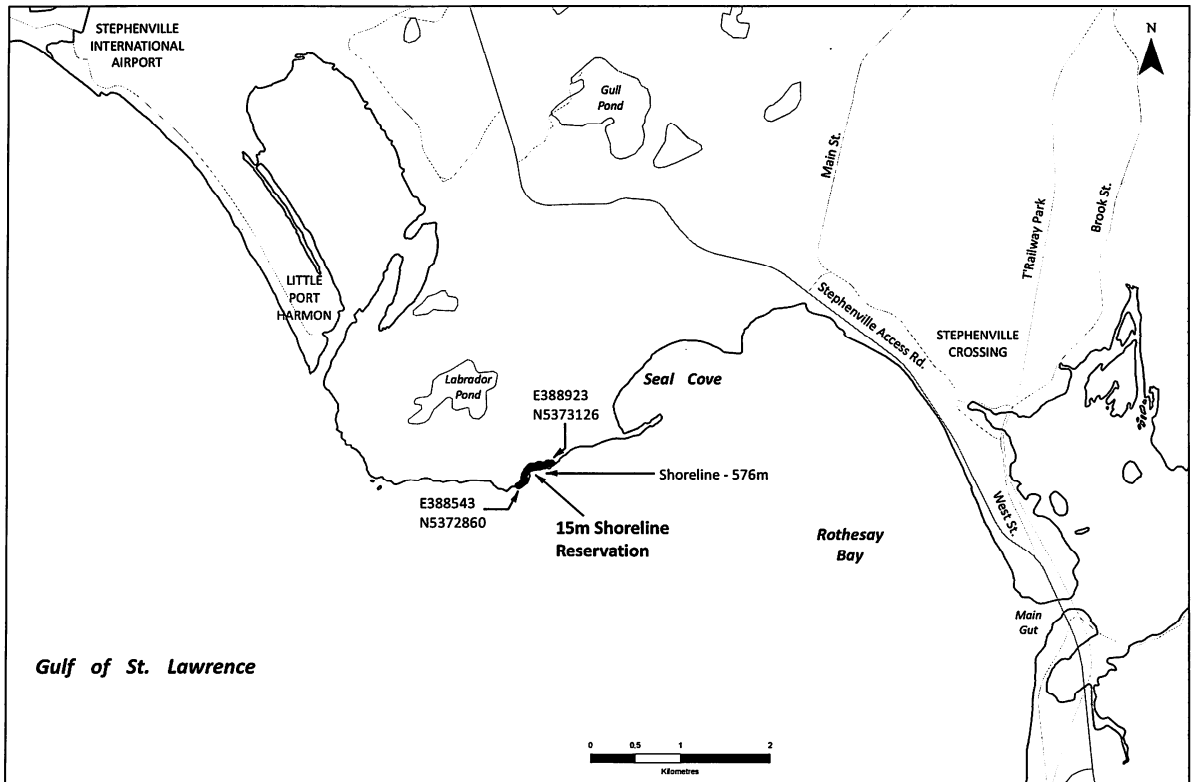 STEPHENVILLE
INTERNATIONAL
AIRPORT
N
Gull
Pond
Main St.
T'Railway Park
Brook St.
LITTLE
PORT
HARMON
Stephenville Access Rd.
STEPHENVILLE
CROSSING
Labrador
Pond
Seal Cove
E388923
N5373126
Shoreline - 576m
E388543
N5372860
15m Shoreline
Reservation
West St.
Rothesay
Bay
Main
Gut
Gulf of St. Lawrence
0 0.5 1 2
Kilometres